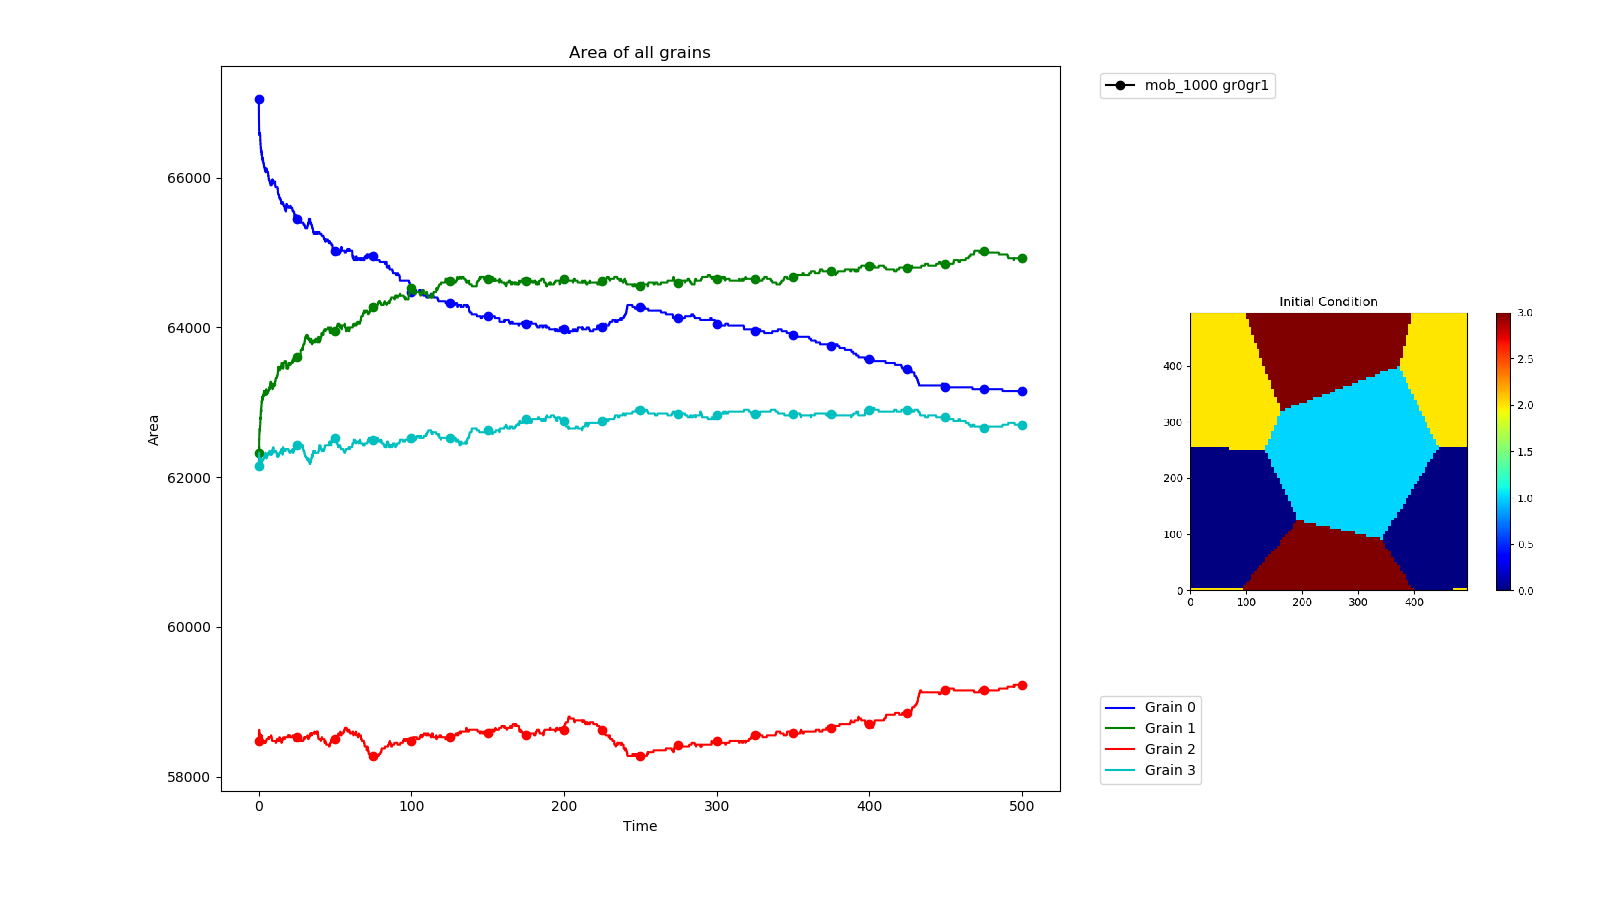 Area of all grains
Area
66000
64000
62000
60000
58000
0 100 200 300 400 500
Time
mob_1000 gr0gr1
Initial Condition
400
300
200
100
0
0 100 200 300 400
3.0
2.5
2.0
1.5
1.0
0.5
0.0
Grain 0
Grain 1
Grain 2
Grain 3